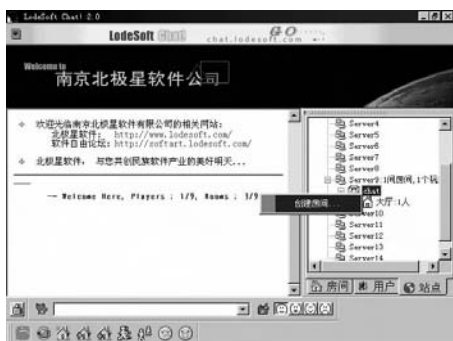 LodeSoft Chat! 2.0
LodeSoft Chat!
GO
chat.lodesoft.com
Welcome to
南京北极星软件公司
欢迎光临南京北极星软件有限公司的相关网站:
北极星软件: http://www.lodesoft.com/
软件自由论坛: http://softart.lodesoft.com/
北极星软件, 与您共创民族软件产业的美好明天...
-- Welcome Here, Players : 1/9, Rooms : 1/9
创建房间...
Server4
Server5
Server6
Server7
Server8
Server9:1间房间,1个玩
chat
大厅:1人
Server10
Server11
Server12
Server13
Server14
房间
用户
站点